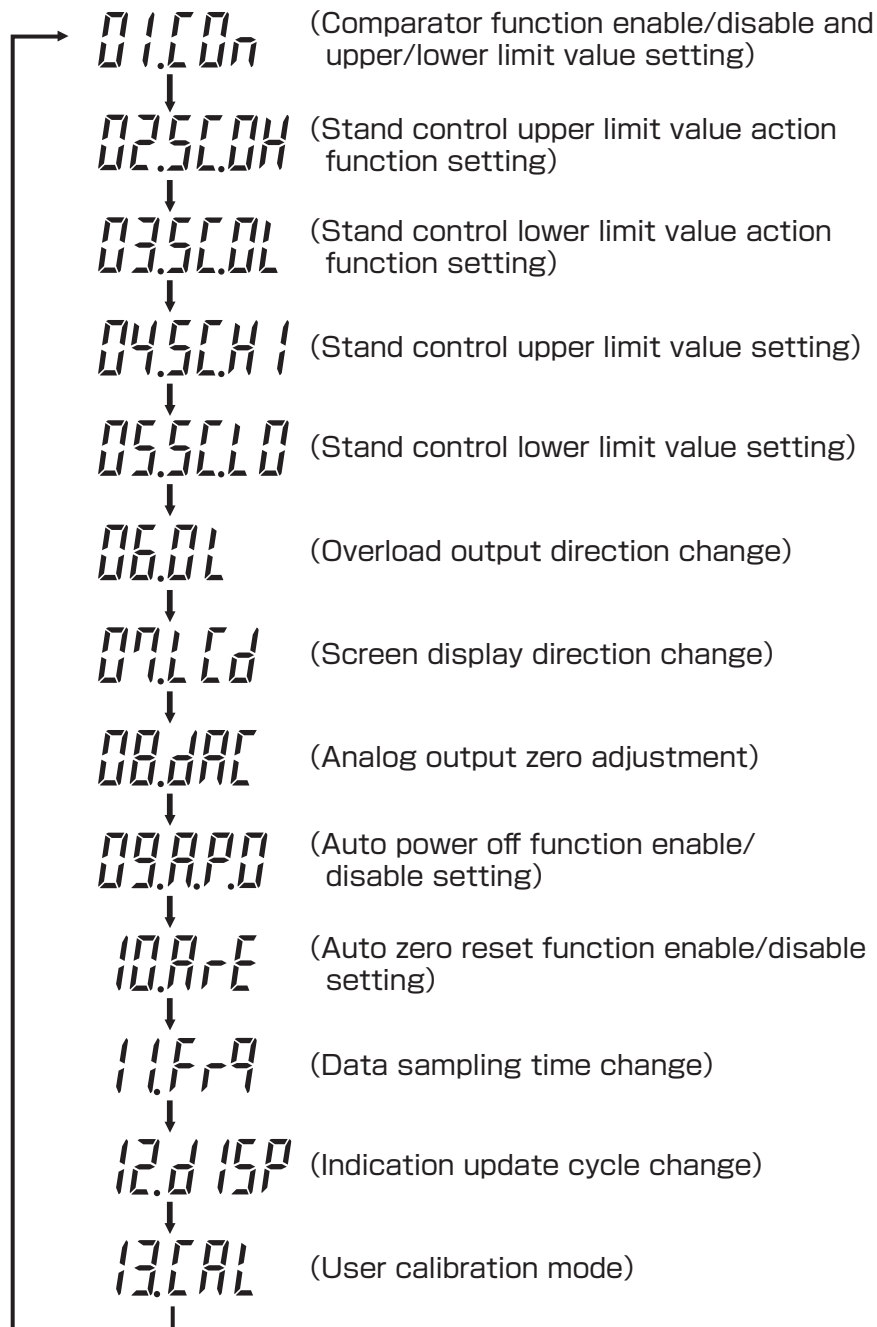 01.COn (Comparator function enable/disable and
upper/lower limit value setting)
02.SC.OH (Stand control upper limit value action
function setting)
03.SC.OL (Stand control lower limit value action
function setting)
04.SC.HI (Stand control upper limit value setting)
05.SC.LO (Stand control lower limit value setting)
06.OL (Overload output direction change)
07.LCd (Screen display direction change)
08.dAC (Analog output zero adjustment)
09.A.P.O (Auto power off function enable/
disable setting)
10.ArE (Auto zero reset function enable/disable
setting)
11.Frq (Data sampling time change)
12.dISP (Indication update cycle change)
13.CAL (User calibration mode)